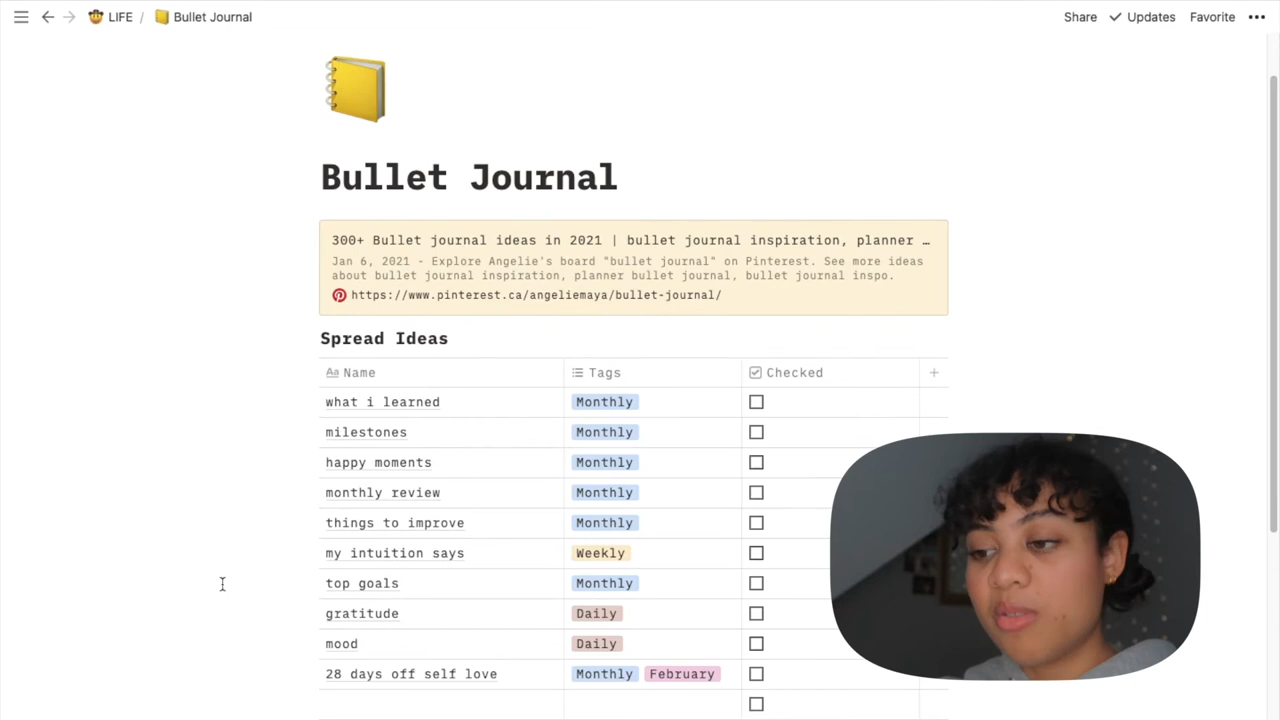 LIFE / Bullet Journal
Share Updates Favorite
Bullet Journal
300+ Bullet journal ideas in 2021 | bullet journal inspiration, planner …
Jan 6, 2021 - Explore Angelie's board "bullet journal" on Pinterest. See more ideas
about bullet journal inspiration, planner bullet journal, bullet journal inspo.
https://www.pinterest.ca/angeliemaya/bullet-journal/
Spread Ideas
Aa Name Tags Checked +
what i learned Monthly
milestones Monthly
happy moments Monthly
monthly review Monthly
things to improve Monthly
my intuition says Weekly
top goals Monthly
gratitude Daily
mood Daily
28 days off self love Monthly February